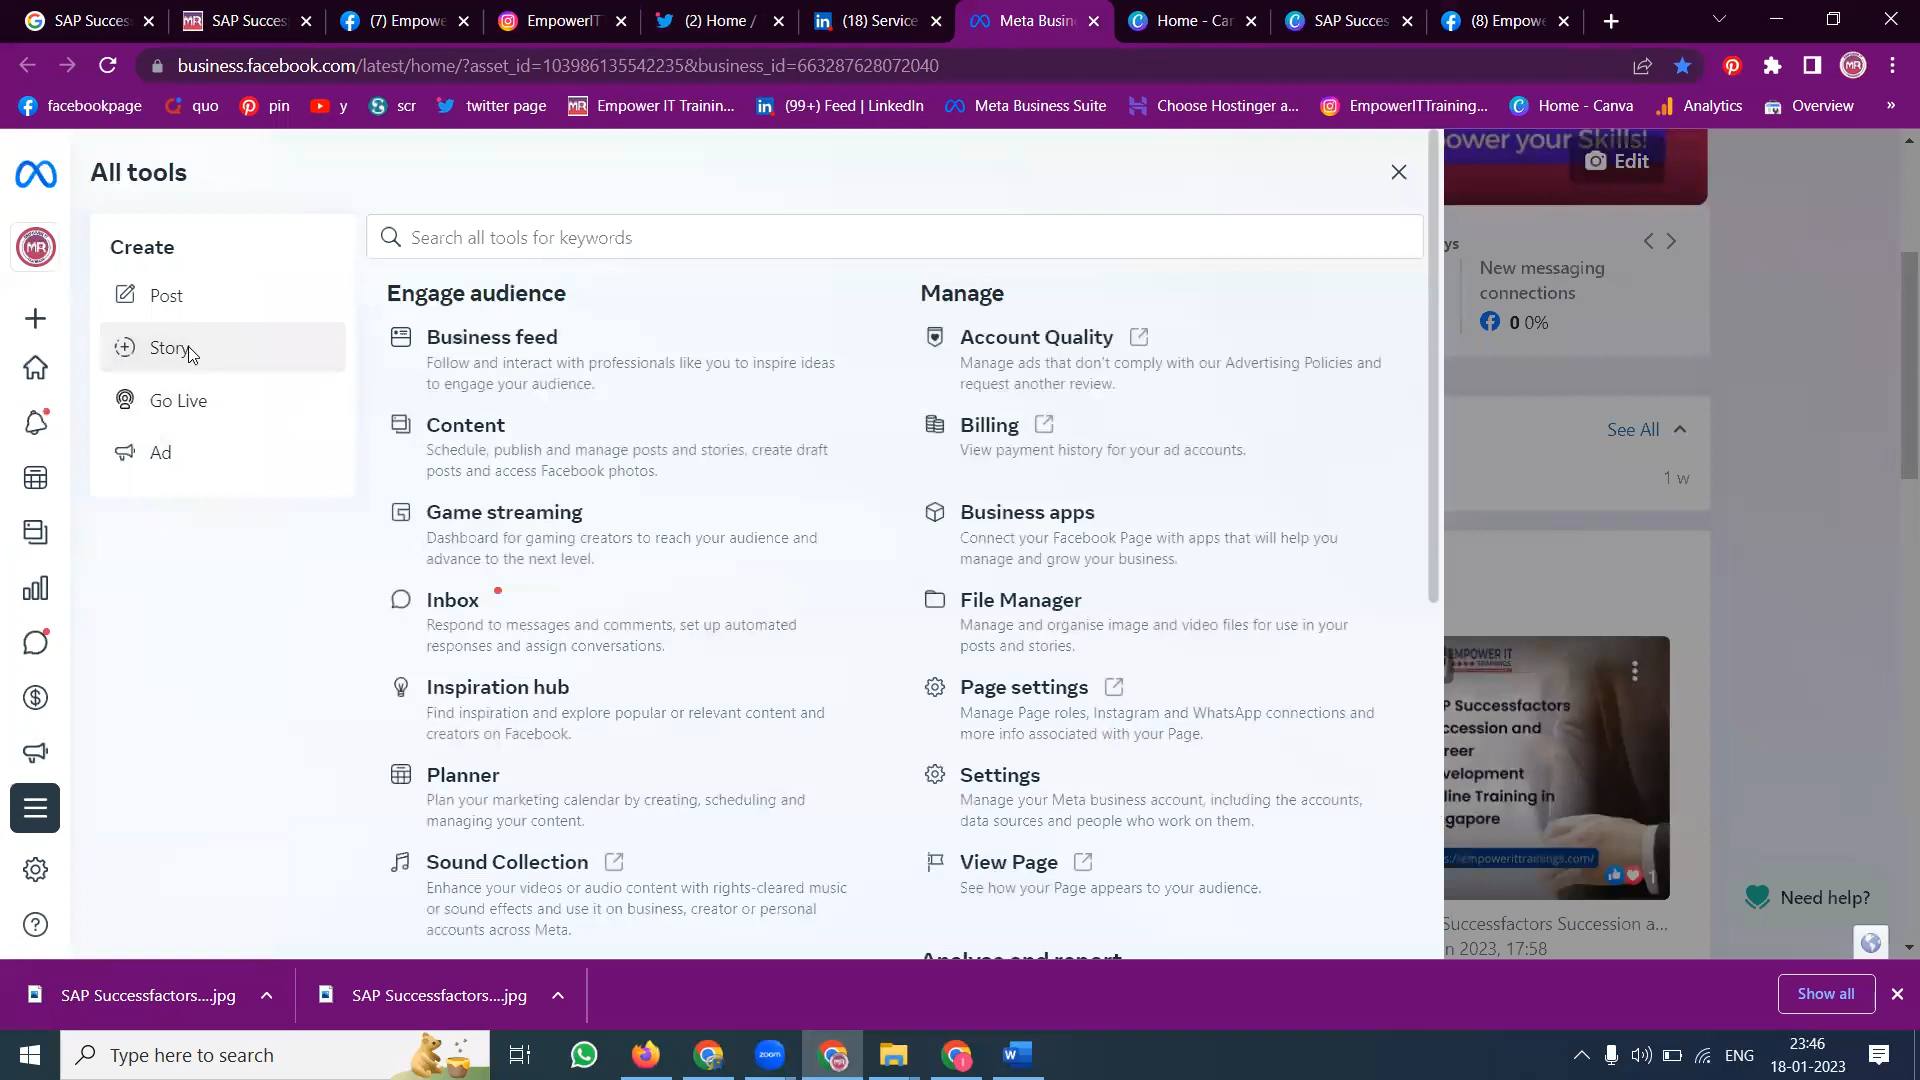 SAP Succes
SAP Succes
(7) Empowe
EmpowerIT
(2) Home /
(18) Service
Meta Busin
Home - Can
SAP Succes
(8) Empowe
business.facebook.com/latest/home/?asset_id=103986135542235&business_id=663287628072040
facebookpage
quo
pin
y
scr
twitter page
Empower IT Trainin...
(99+) Feed | LinkedIn
Meta Business Suite
Choose Hostinger a...
EmpowerITTraining...
Home - Canva
Analytics
Overview
»
All tools
Create
Post
Story
Go Live
Ad
Search all tools for keywords
Engage audience
Business feed
Follow and interact with professionals like you to inspire ideas
to engage your audience.
Content
Schedule, publish and manage posts and stories, create draft
posts and access Facebook photos.
Game streaming
Dashboard for gaming creators to reach your audience and
advance to the next level.
Inbox
Respond to messages and comments, set up automated
responses and assign conversations.
Inspiration hub
Find inspiration and explore popular or relevant content and
creators on Facebook.
Planner
Plan your marketing calendar by creating, scheduling and
managing your content.
Sound Collection
Enhance your videos or audio content with rights-cleared music
or sound effects and use it on business, creator or personal
accounts across Meta.
Manage
Account Quality
Manage ads that don't comply with our Advertising Policies and
request another review.
Billing
View payment history for your ad accounts.
Business apps
Connect your Facebook Page with apps that will help you
manage and grow your business.
File Manager
Manage and organise image and video files for use in your
posts and stories.
Page settings
Manage Page roles, Instagram and WhatsApp connections and
more info associated with your Page.
Settings
Manage your Meta business account, including the accounts,
data sources and people who work on them.
View Page
See how your Page appears to your audience.
Analyse and report
ower your Skills!
Edit
ys
New messaging
connections
0 0%
See All
1 w
EMPOWER IT
TRAININGS
P Successfactors
ccession and
reer
velopment
line Training in
gapore
s://empowerittrainings.com/
1
Successfactors Succession a...
n 2023, 17:58
Need help?
SAP Successfactors....jpg
SAP Successfactors....jpg
Show all
Type here to search
zoom
ENG
23:46
18-01-2023